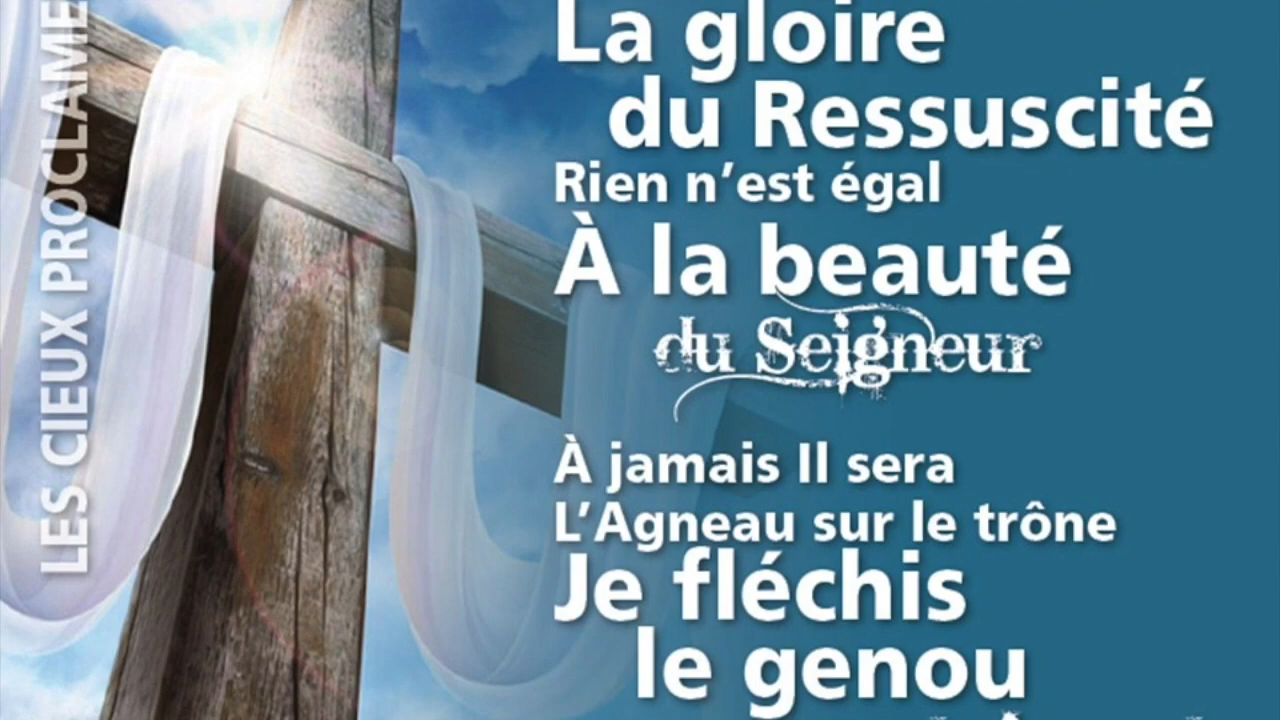 LES CIEUX PROCLAME
La gloire
du Ressuscité
Rien n’est égal
À la beauté
du Seigneur
À jamais Il sera
L’Agneau sur le trône
Je fléchis
le genou